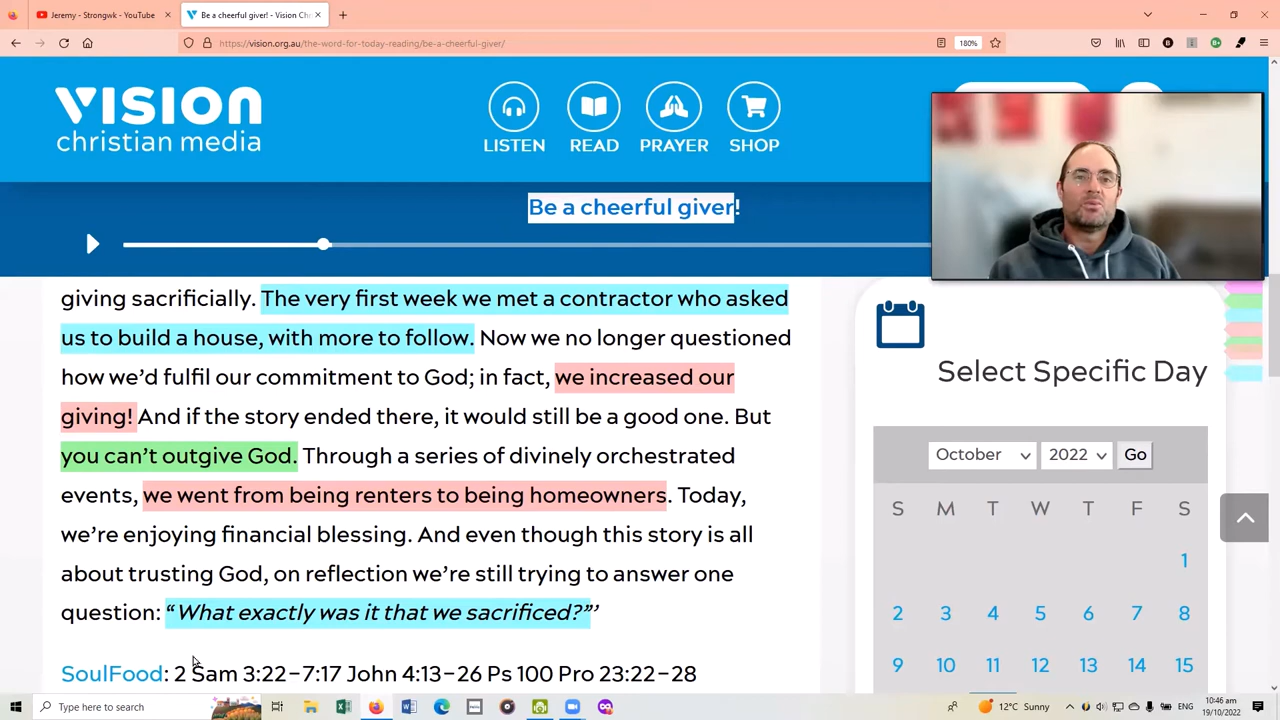 Jeremy - Strongwk - YouTube
Be a cheerful giver! - Vision Ch
https://vision.org.au/the-word-for-today-reading/be-a-cheerful-giver/
180%
VISION
christian media
LISTEN
READ
PRAYER
SHOP
Be a cheerful giver!
giving sacrificially. The very first week we met a contractor who asked
us to build a house, with more to follow. Now we no longer questioned
how we’d fulfil our commitment to God; in fact, we increased our
giving! And if the story ended there, it would still be a good one. But
you can’t outgive God. Through a series of divinely orchestrated
events, we went from being renters to being homeowners. Today,
we’re enjoying financial blessing. And even though this story is all
about trusting God, on reflection we’re still trying to answer one
question: “What exactly was it that we sacrificed?”’
SoulFood: 2 Sam 3:22–7:17 John 4:13–26 Ps 100 Pro 23:22–28
Select Specific Day
October
2022
Go
S M T W T F S
1
2 3 4 5 6 7 8
9 10 11 12 13 14 15
Type here to search
12°C Sunny
ENG
10:46 am
19/10/2022